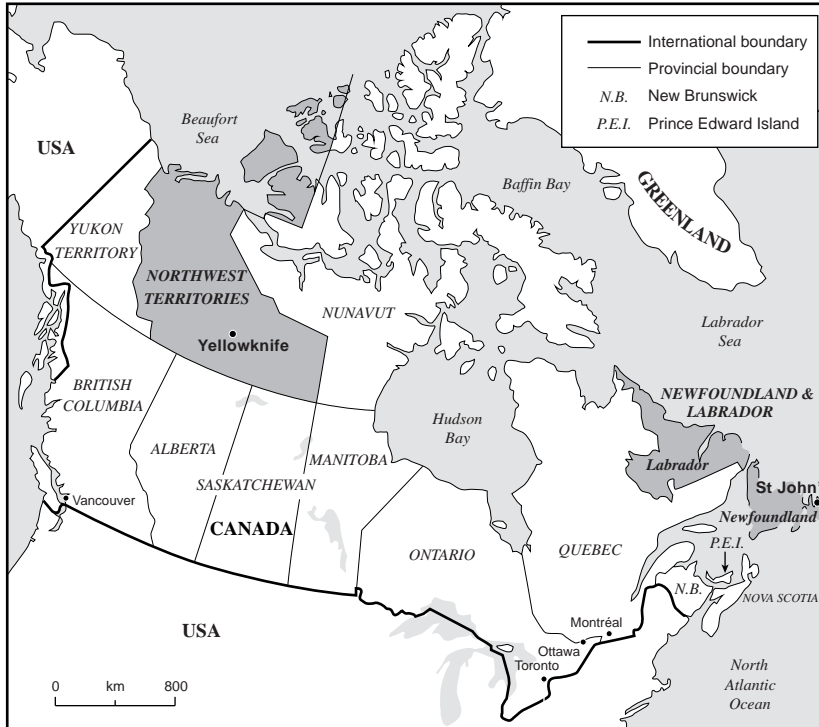 International boundary
Provincial boundary
N.B. New Brunswick
P.E.I. Prince Edward Island
Beaufort
Sea
USA
Baffin Bay
GREENLAND
YUKON
TERRITORY
NORTHWEST
TERRITORIES
NUNAVUT
Labrador
Sea
Yellowknife
BRITISH
COLUMBIA
NEWFOUNDLAND &
LABRADOR
Hudson
Bay
ALBERTA
MANITOBA
Labrador
SASKATCHEWAN
St John'
Vancouver
Newfoundland
CANADA
P.E.I.
ONTARIO
QUEBEC
N.B.
NOVA SCOTIA
USA
Montréal
Ottawa
Toronto
North
Atlantic
Ocean
0 km 800